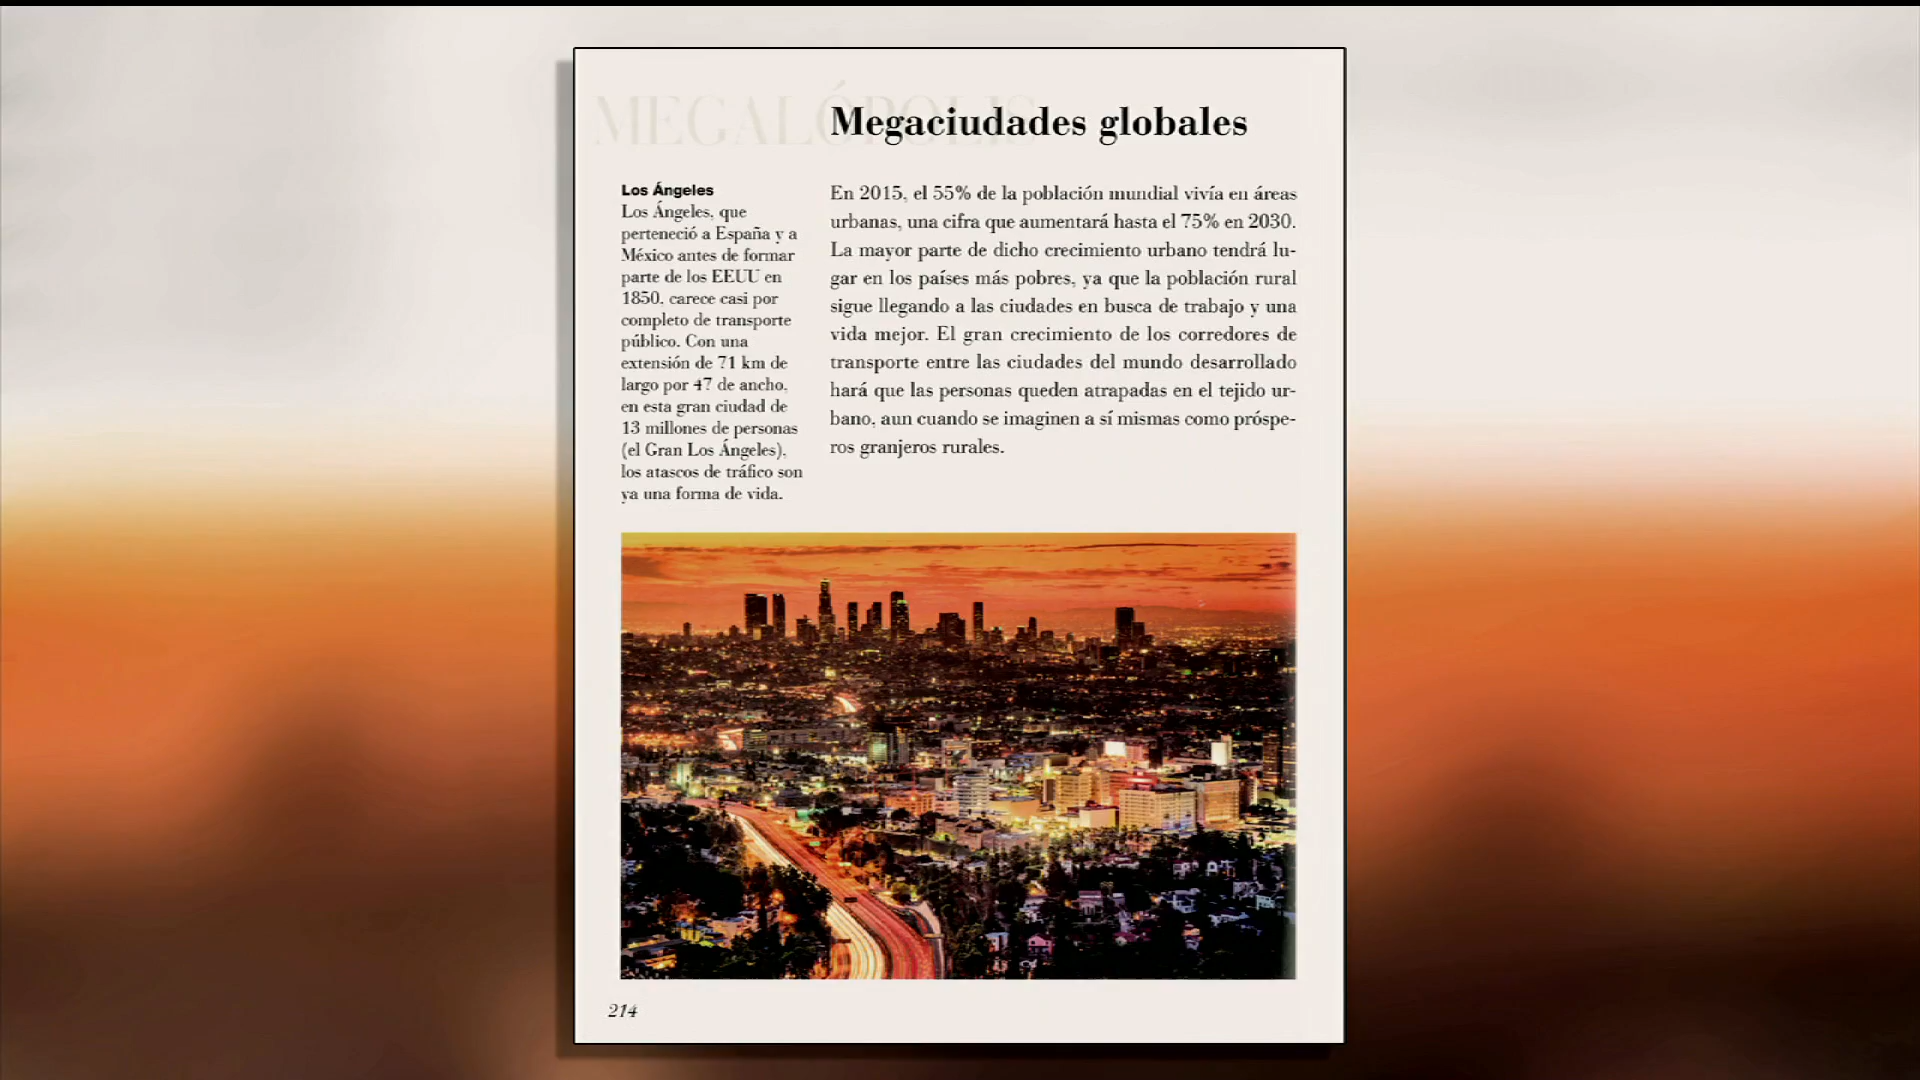 MEGALÓPOLIS
Megaciudades globales
Los Ángeles
Los Ángeles, que
perteneció a España y a
México antes de formar
parte de los EEUU en
1850, carece casi por
completo de transporte
público. Con una
extensión de 71 km de
largo por 47 de ancho,
en esta gran ciudad de
13 millones de personas
(el Gran Los Ángeles),
los atascos de tráfico son
ya una forma de vida.
En 2015, el 55% de la población mundial vivía en áreas
urbanas, una cifra que aumentará hasta el 75% en 2030.
La mayor parte de dicho crecimiento urbano tendrá lu-
gar en los países más pobres, ya que la población rural
sigue llegando a las ciudades en busca de trabajo y una
vida mejor. El gran crecimiento de los corredores de
transporte entre las ciudades del mundo desarrollado
hará que las personas queden atrapadas en el tejido ur-
bano, aun cuando se imaginen a sí mismas como próspe-
ros granjeros rurales.
214